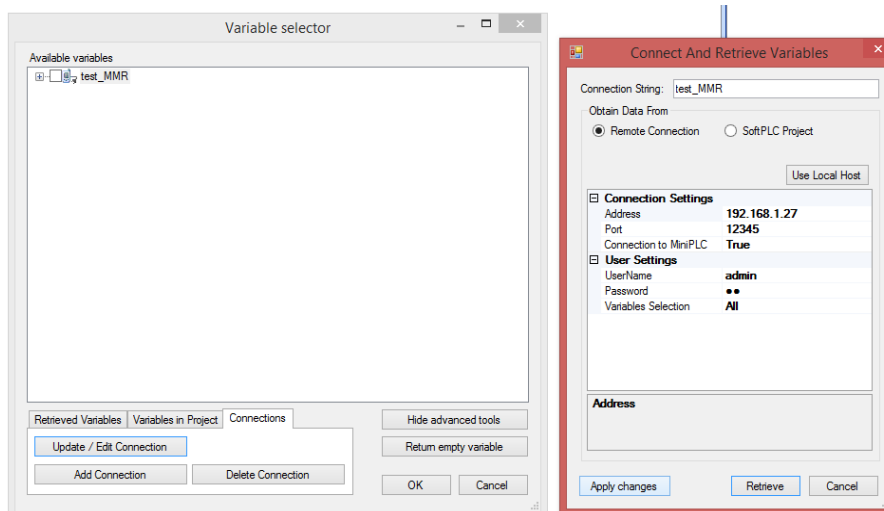 Variable selector
Available variables
test_MMR
Retrieved Variables Variables in Project Connections
Update / Edit Connection
Add Connection Delete Connection
Hide advanced tools
Return empty variable
OK Cancel
Connect And Retrieve Variables
Connection String: test_MMR
Obtain Data From
Remote Connection SoftPLC Project
Use Local Host
Connection Settings
Address 192.168.1.27
Port 12345
Connection to MiniPLC True
User Settings
UserName admin
Password ●●
Variables Selection All
Address
Apply changes Retrieve Cancel